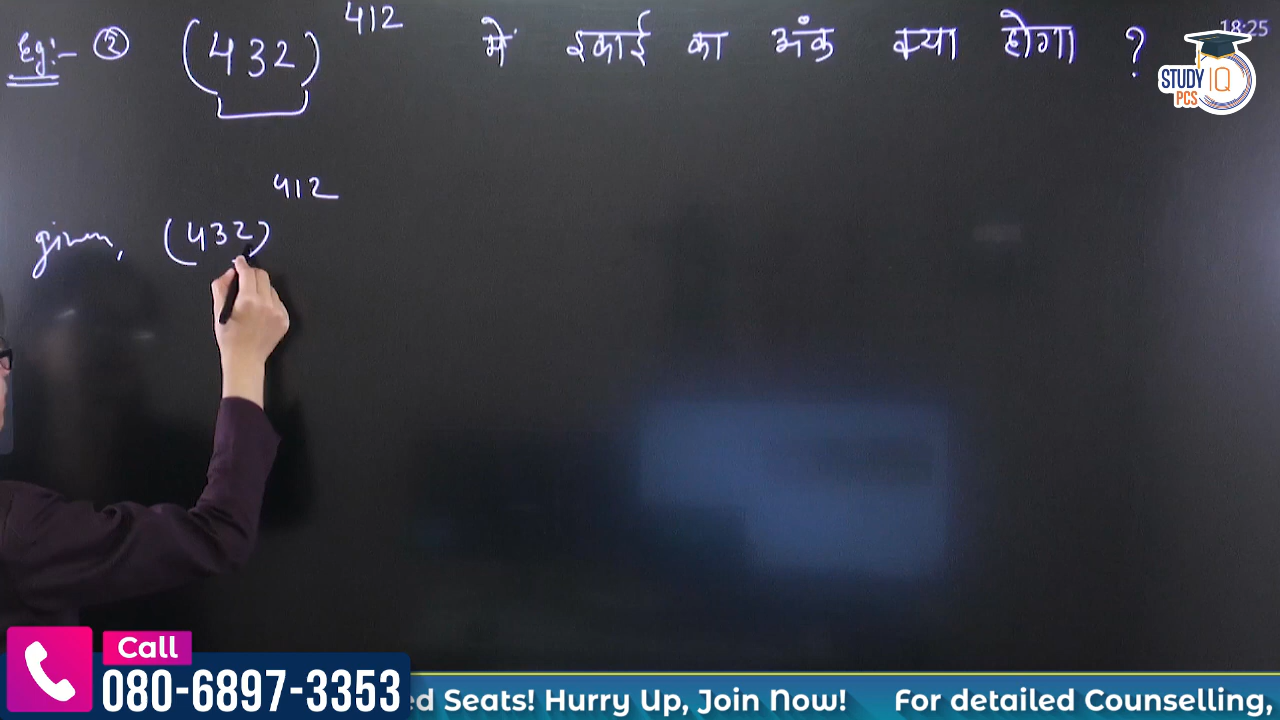 Eg:- ② (432)^412 में इकाई का अंक क्या होगा ?
18:25
STUDY IQ
PCS
given, (432)^412
Call
080-6897-3353
ed Seats! Hurry Up, Join Now! For detailed Counselling,